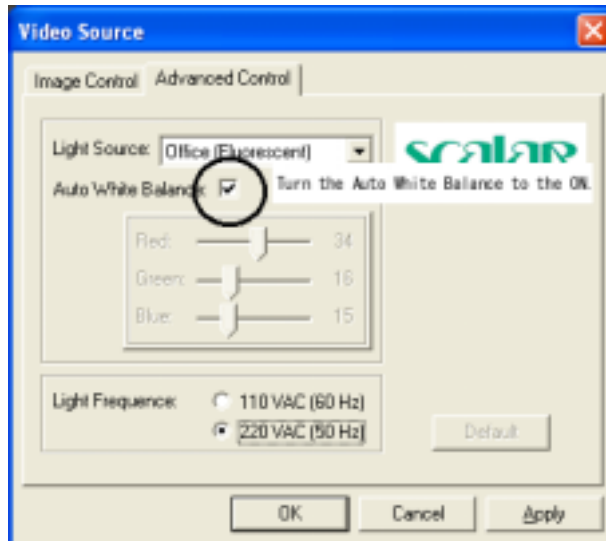 Video Source
Image Control Advanced Control
Light Source: Office (Fluorescent)
scalar
Auto White Balance:
Turn the Auto White Balance to the ON.
Red: 34
Green: 16
Blue: 15
Light Frequence: 110 VAC (60 Hz)
220 VAC (50 Hz)
Default
OK Cancel Apply